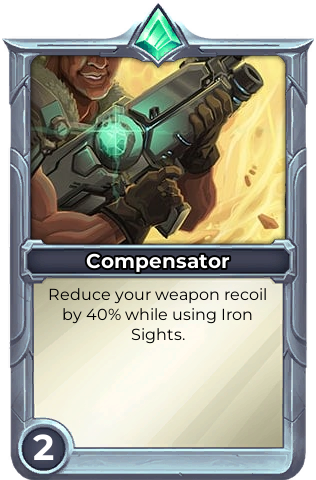 Compensator
Reduce your weapon recoil
by 40% while using Iron
Sights.
2